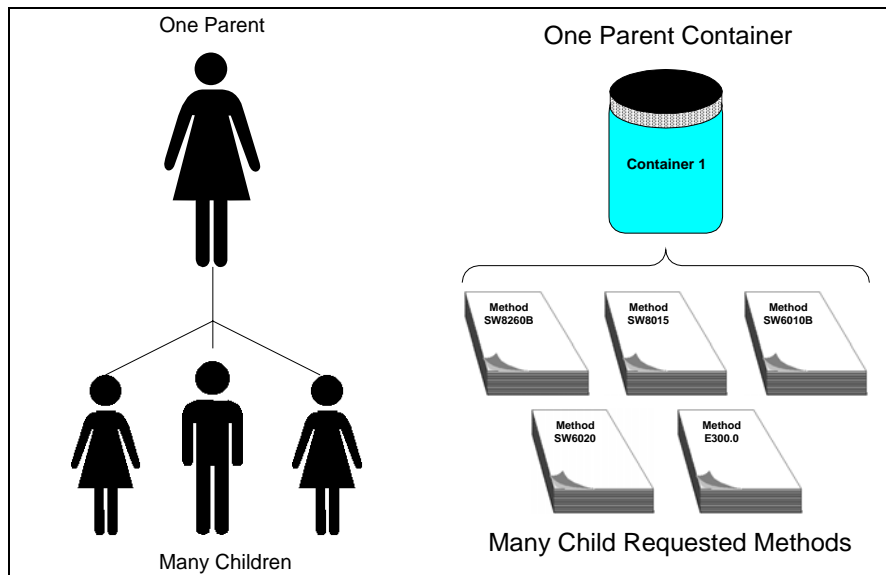 One Parent
Many Children
One Parent Container
Container 1
Method
SW8260B
Method
SW8015
Method
SW6010B
Method
SW6020
Method
E300.0
Many Child Requested Methods